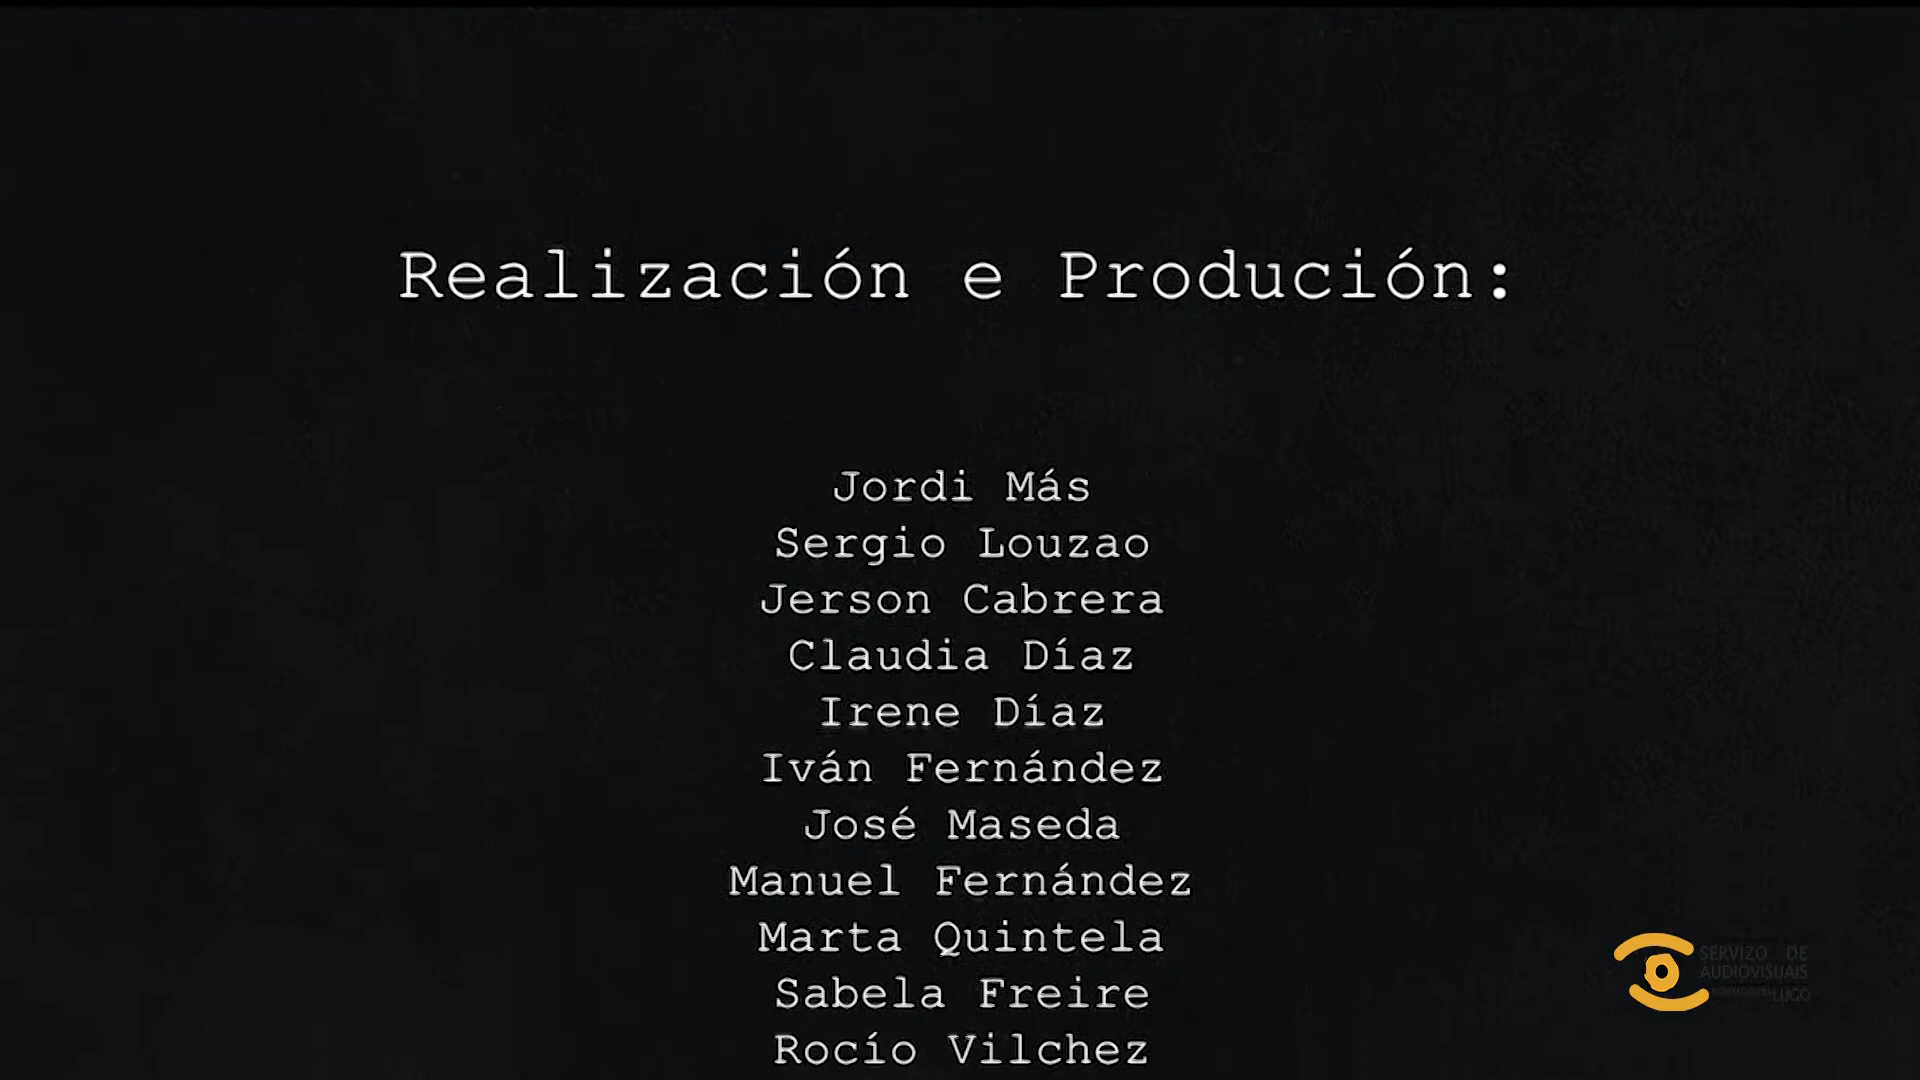 Realización e Produción:
Jordi Más
Sergio Louzao
Jerson Cabrera
Claudia Díaz
Irene Díaz
Iván Fernández
José Maseda
Manuel Fernández
Marta Quintela
Sabela Freire
Rocío Vilchez
SERVIZO DE
AUDIOVISUAIS
LUGO